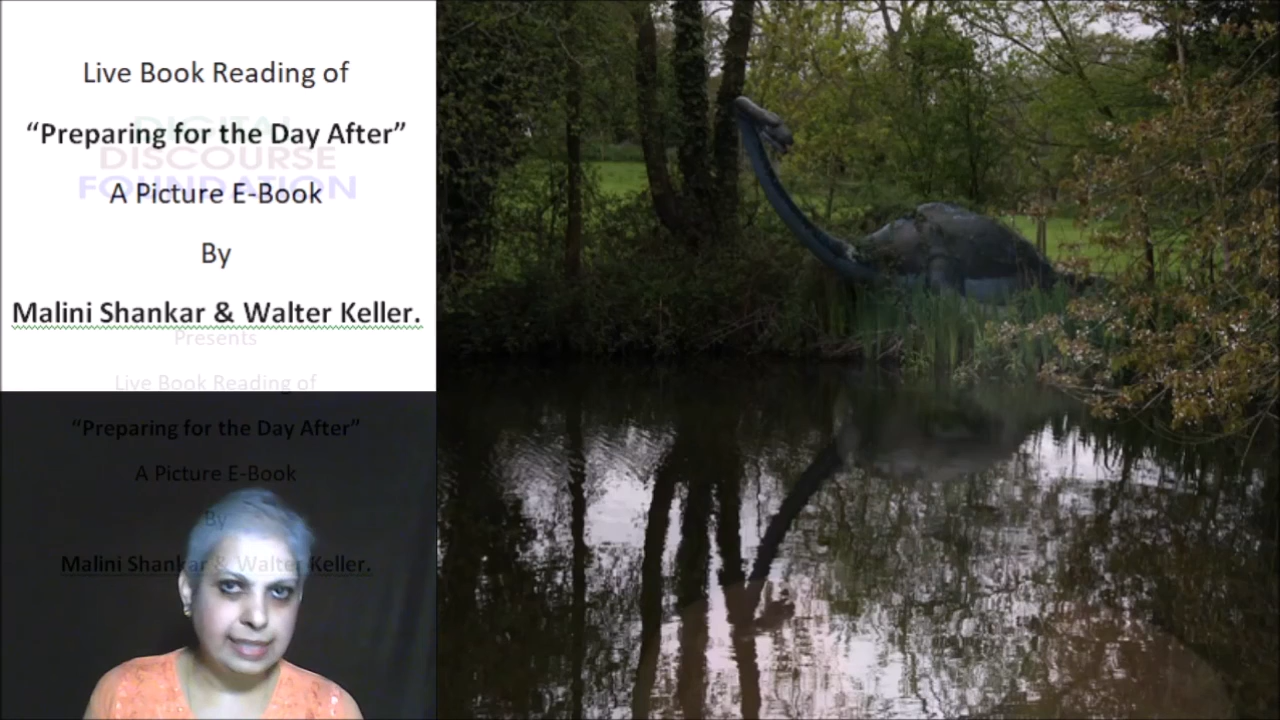 Live Book Reading of
“Preparing for the Day After”
DIGITAL
DISCOURSE
FOUNDATION
A Picture E-Book
By
Malini Shankar & Walter Keller.
Presents
Live Book Reading of
“Preparing for the Day After”
A Picture E-Book
By
Malini Shankar & Walter Keller.